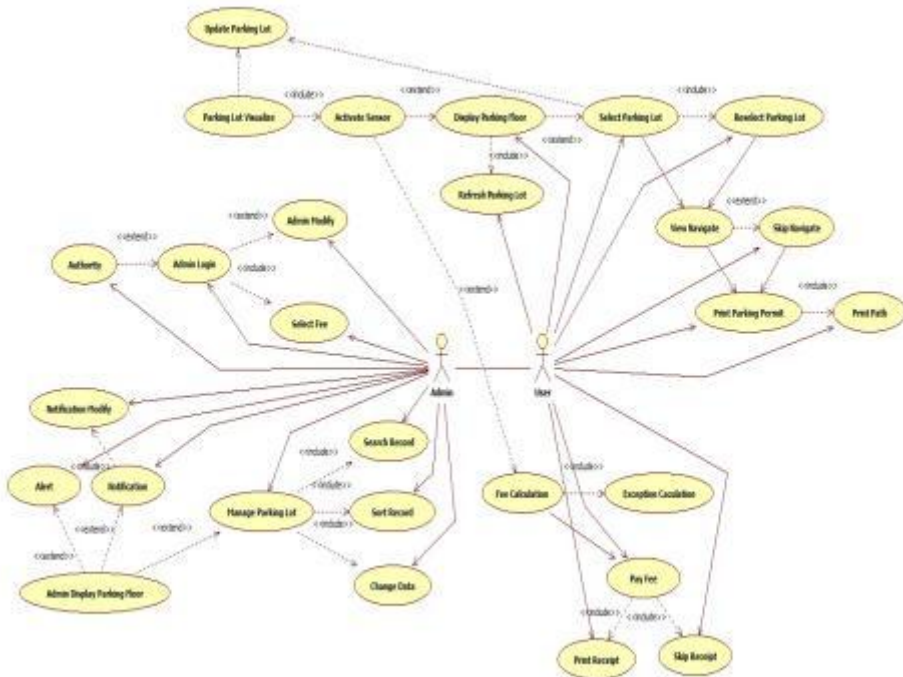 Update Parking Lot
<<include>>
<<extend>>
<<include>>
Parking Lot Visualize
Activate Sensor
Display Parking Floor
Select Parking Lot
Reselect Parking Lot
<<extend>>
<<include>>
Refresh Parking Lot
<<extend>>
Admin Modify
<<extend>>
View Navigate
Skip Navigate
<<extend>>
Authority
Admin Login
<<include>>
<<extend>>
<<include>>
Select Fee
Print Parking Permit
Print Path
Admin
User
Notification Modify
Search Record
<<include>>
<<include>>
<<include>>
Alert
Notification
Manage Parking Lot
Fee Calculation
Exception Caculation
Sort Record
<<include>>
<<extend>>
<<extend>>
<<extend>>
Admin Display Parking Floor
Change Data
Pay Fee
<<include>>
<<include>>
Print Receipt
Skip Receipt